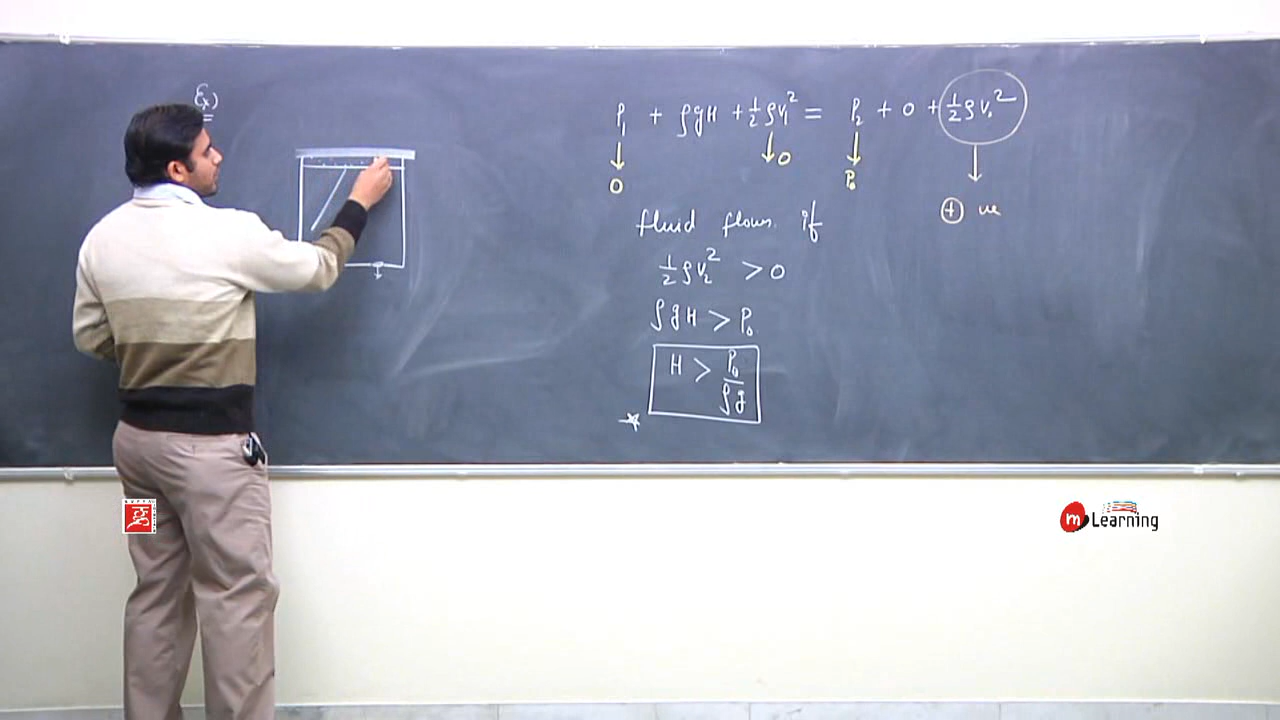 Ex)
P₁ + ρgH + ½ρv₁² = P₂ + 0 + ½ρv₂²
0
0
P₀
⊕ ve
fluid flows if
½ρv₂² > 0
ρgH > P₀
H > P₀/ρg
m Learning